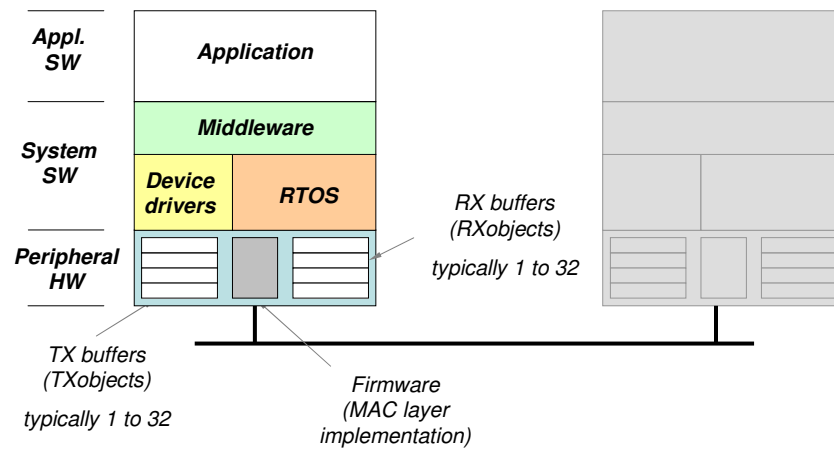 Appl.
SW
Application
System
SW
Middleware
Device
drivers
RTOS
Peripheral
HW
RX buffers
(RXobjects)
typically 1 to 32
TX buffers
(TXobjects)
typically 1 to 32
Firmware
(MAC layer
implementation)